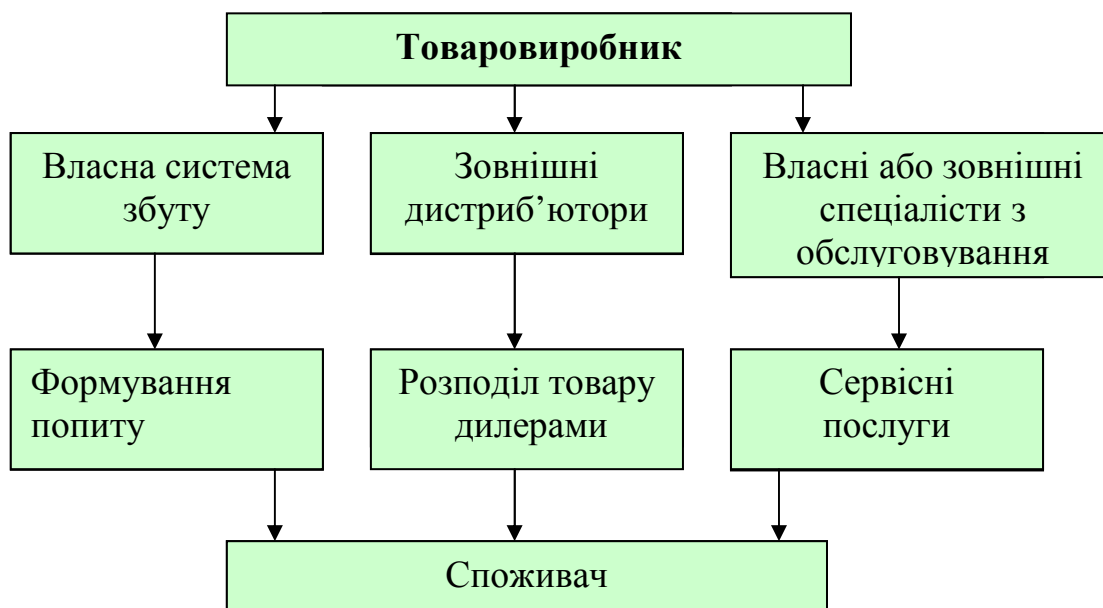 Товаровиробник
Власна система
збуту
Зовнішні
дистриб’ютори
Власні або зовнішні
спеціалісти з
обслуговування
Формування
попиту
Розподіл товару
дилерами
Сервісні
послуги
Споживач